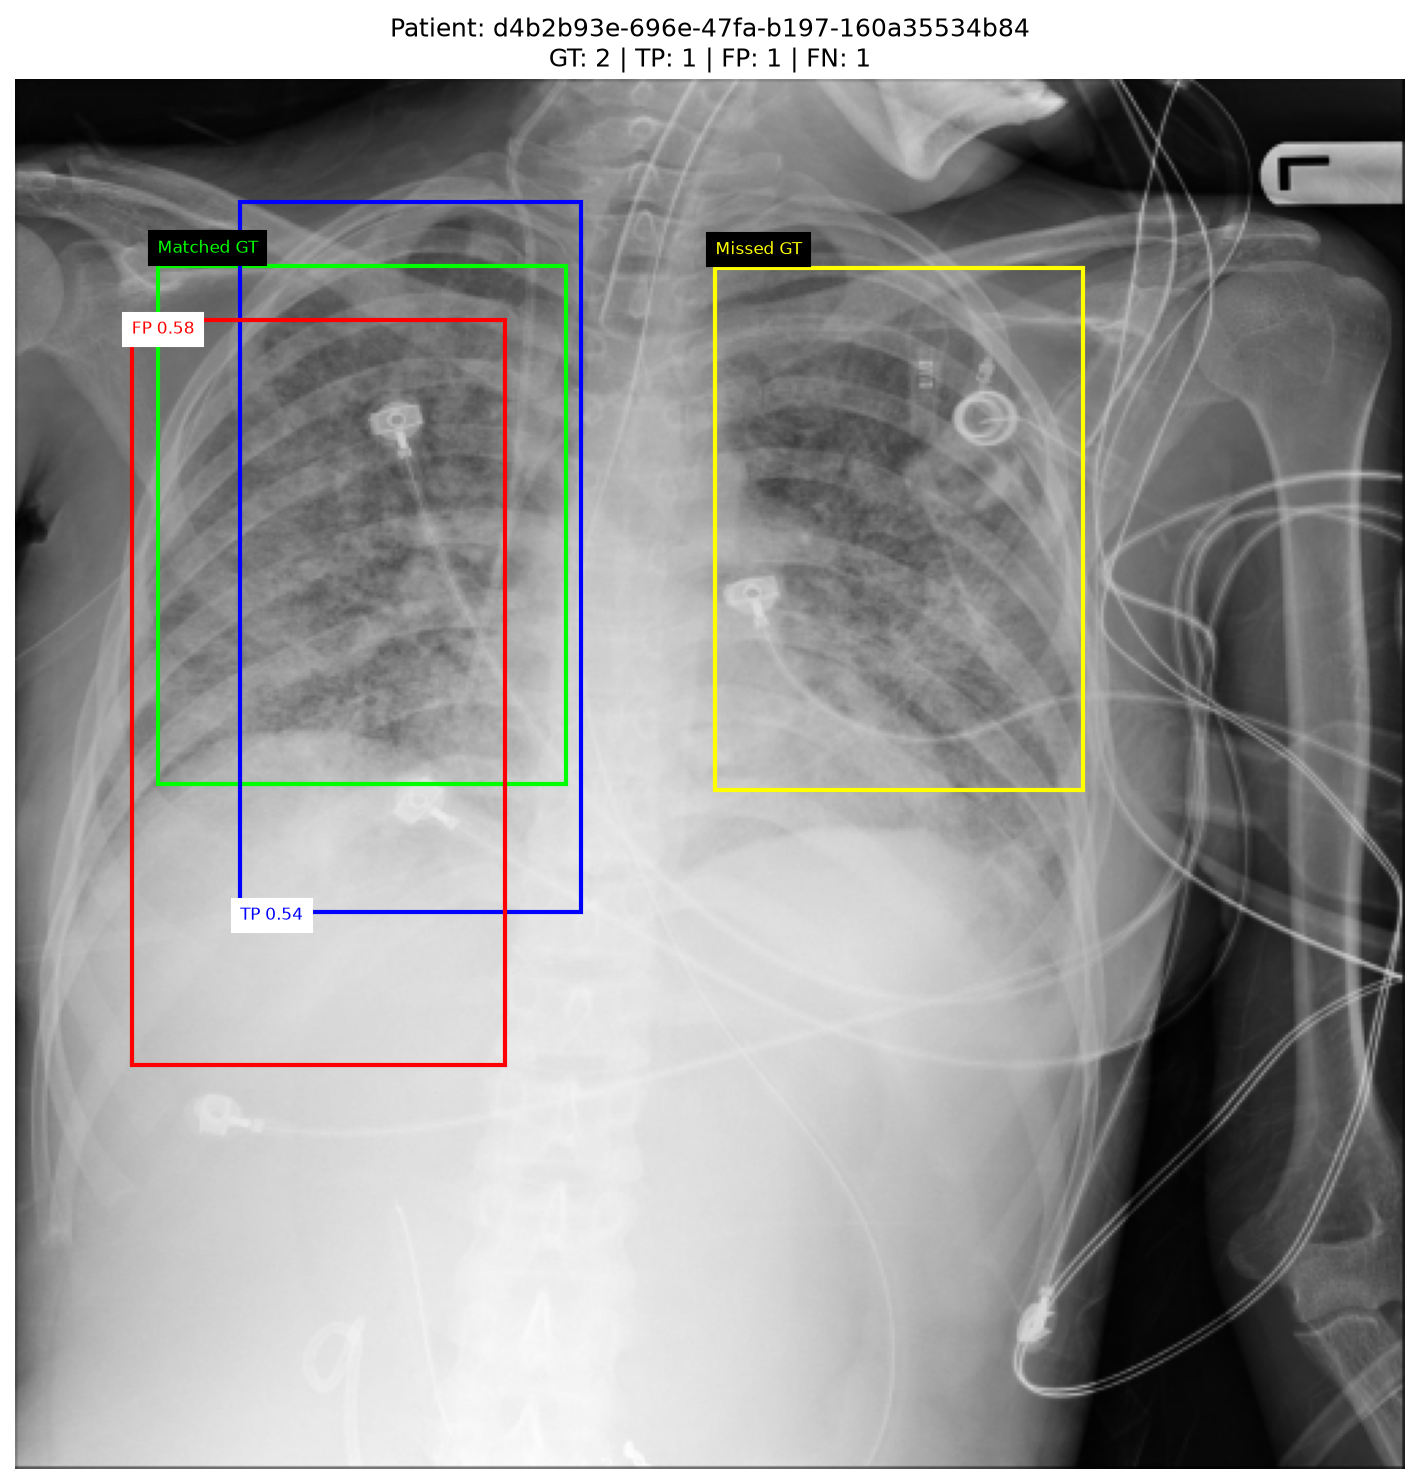 Patient: d4b2b93e-696e-47fa-b197-160a35534b84
GT: 2 | TP: 1 | FP: 1 | FN: 1
L
Matched GT
Missed GT
FP 0.58
TP 0.54